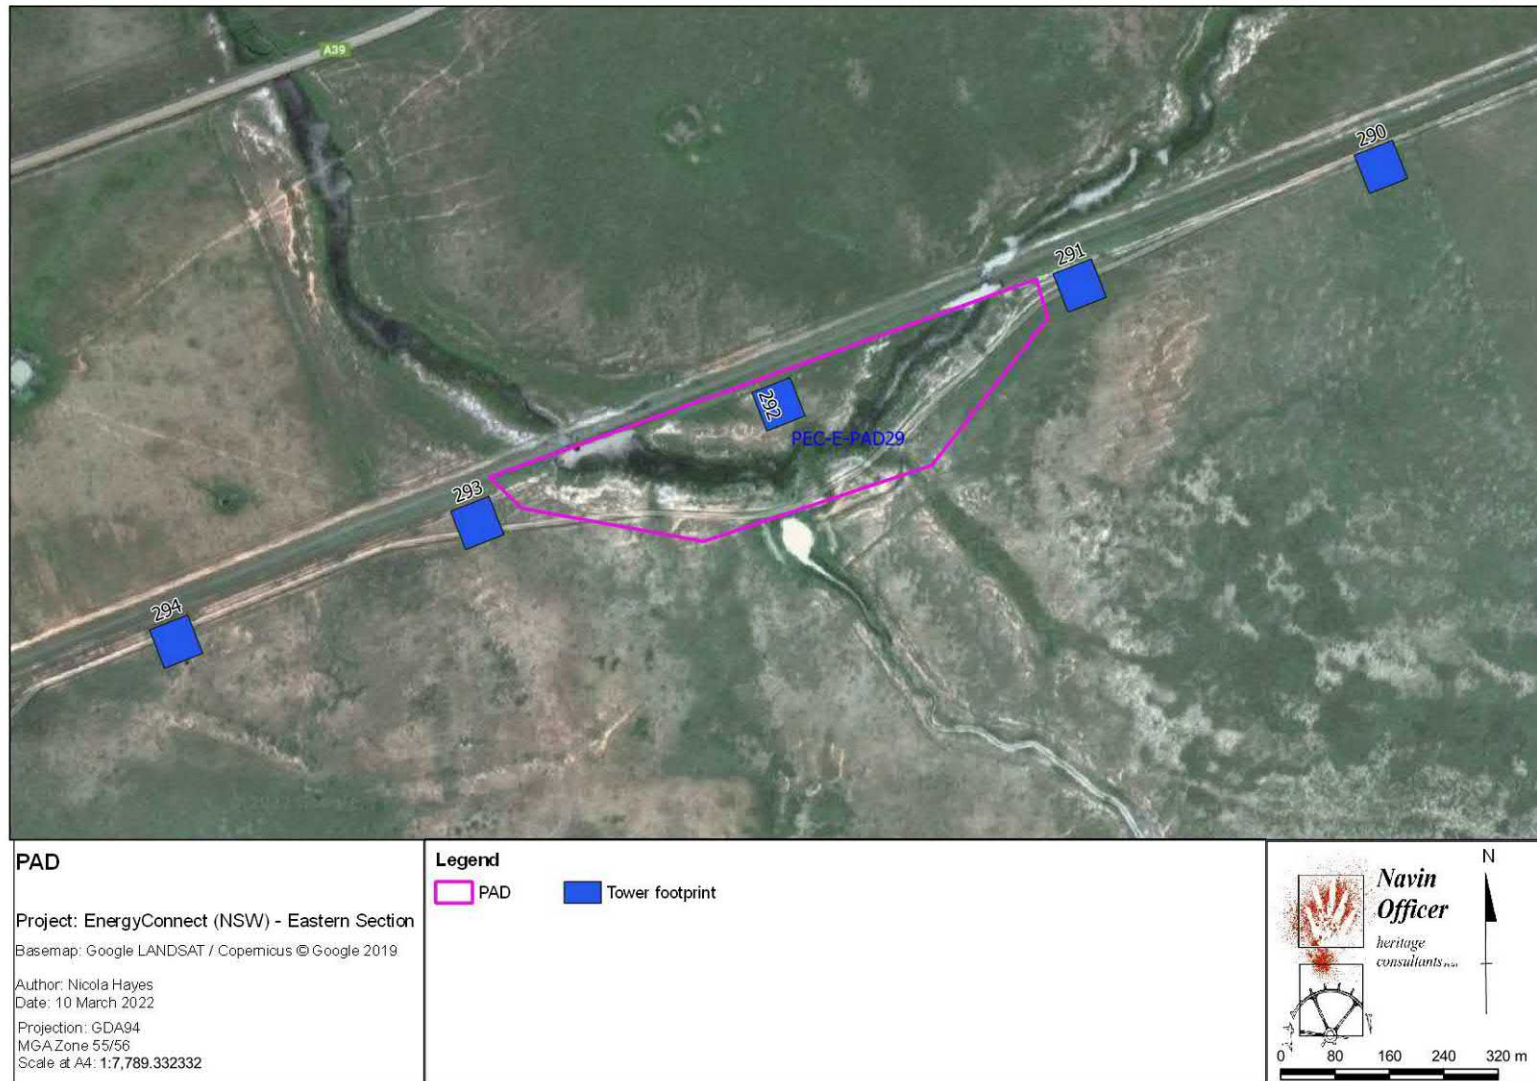 A39
290
291
292
PEC-E-PAD29
293
294
PAD
Project: EnergyConnect (NSW) - Eastern Section
Basemap: Google LANDSAT / Copernicus © Google 2019
Author: Nicola Hayes
Date: 10 March 2022
Projection: GDA94
MGA Zone 55/56
Scale at A4: 1:7,789.332332
Legend
PAD Tower footprint
Navin
Officer
heritage
consultants
N
0 80 160 240 320 m